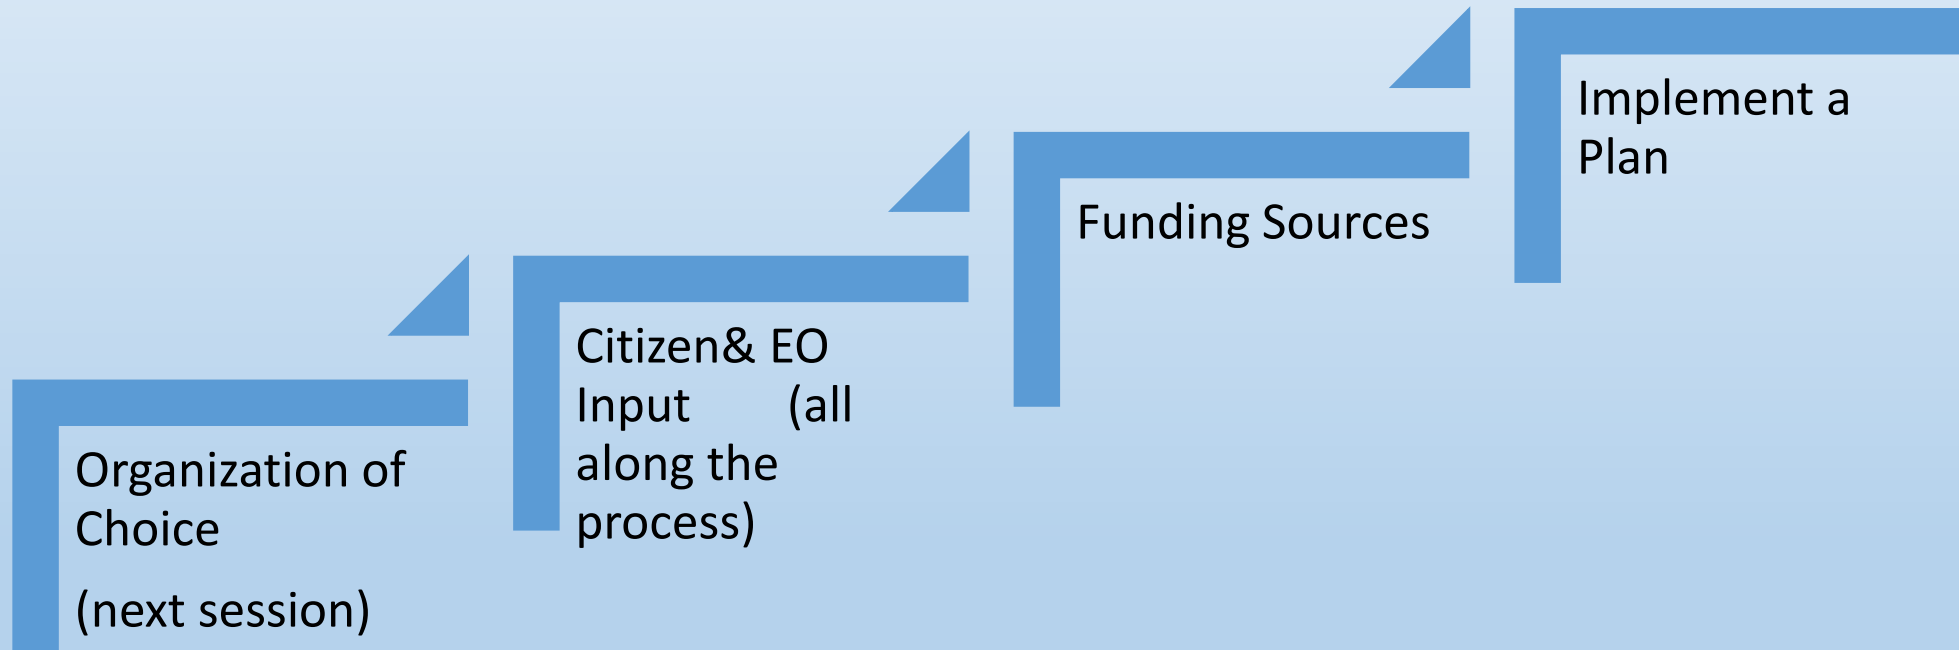 Organization of
Choice
(next session)
Citizen& EO
Input (all
along the
process)
Funding Sources
Implement a
Plan